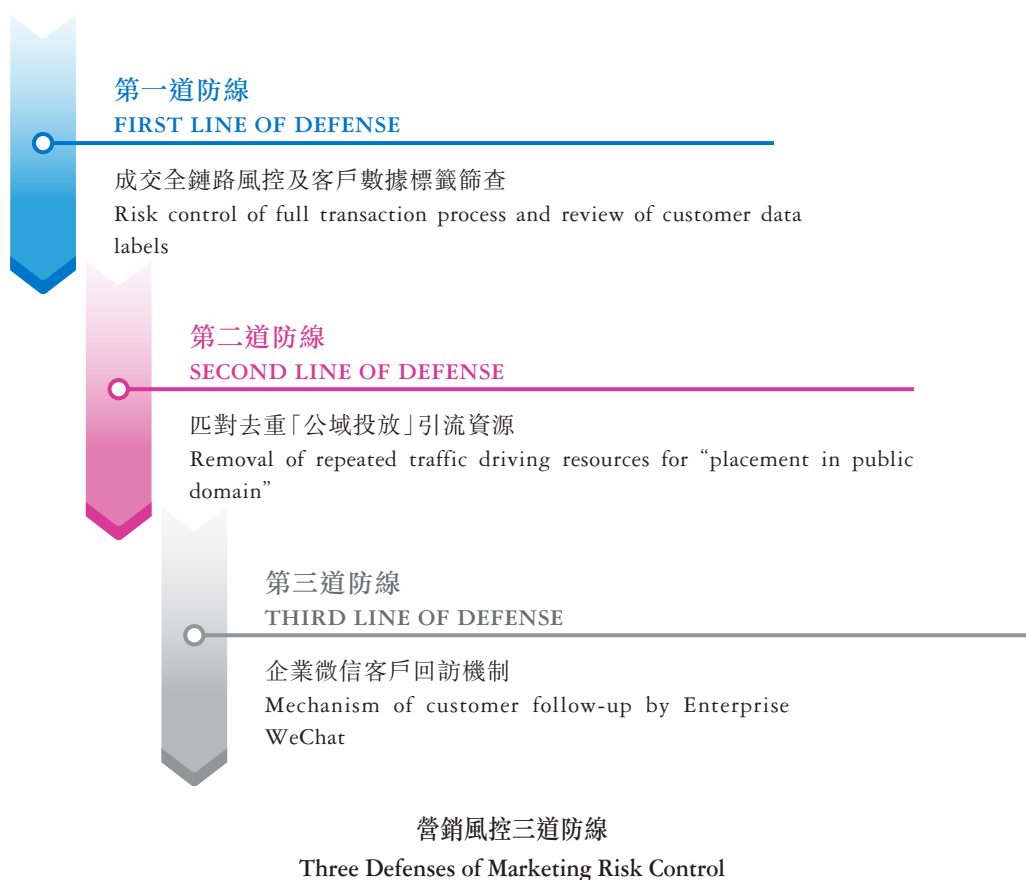 第一道防線
FIRST LINE OF DEFENSE
成交全鏈路風控及客戶數據標籤篩查
Risk control of full transaction process and review of customer data
labels
第二道防線
SECOND LINE OF DEFENSE
匹對去重「公域投放」引流資源
Removal of repeated traffic driving resources for “placement in public
domain”
第三道防線
THIRD LINE OF DEFENSE
企業微信客戶回訪機制
Mechanism of customer follow-up by Enterprise
WeChat
營銷風控三道防線
Three Defenses of Marketing Risk Control